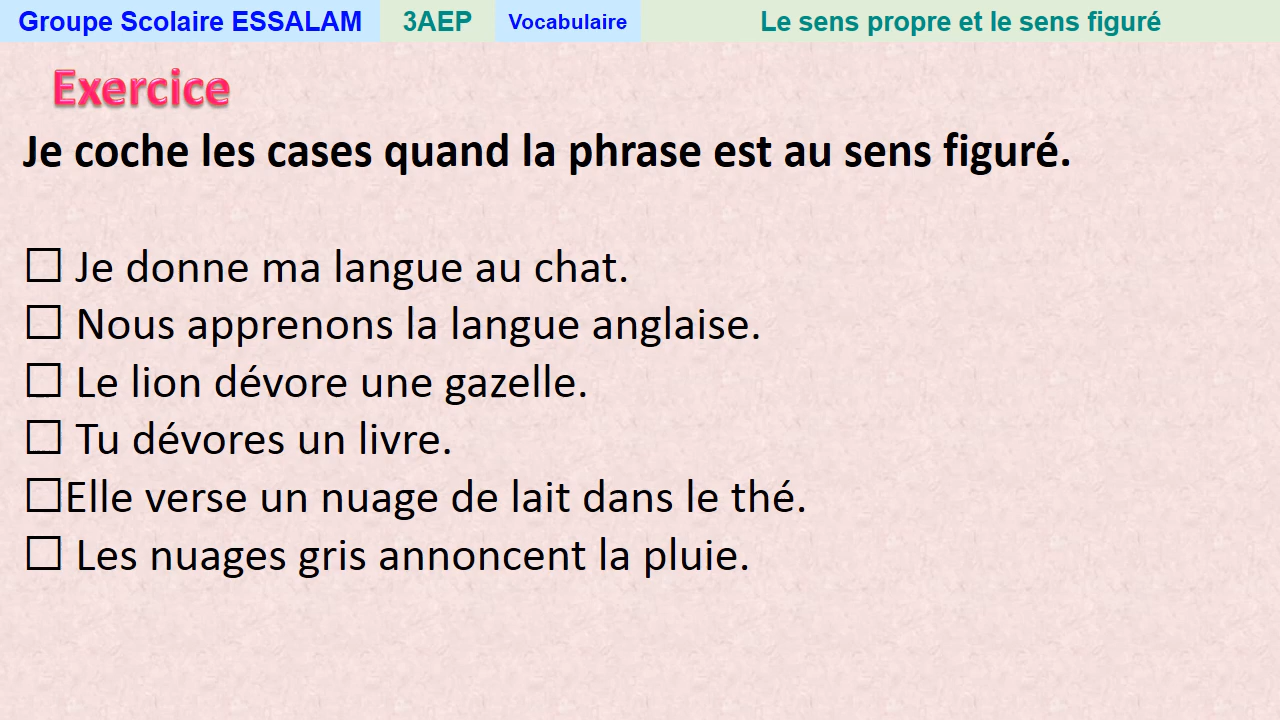 Groupe Scolaire ESSALAM 3AEP Vocabulaire Le sens propre et le sens figuré
Exercice
Je coche les cases quand la phrase est au sens figuré.
☐ Je donne ma langue au chat.
☐ Nous apprenons la langue anglaise.
☐ Le lion dévore une gazelle.
☐ Tu dévores un livre.
☐Elle verse un nuage de lait dans le thé.
☐ Les nuages gris annoncent la pluie.